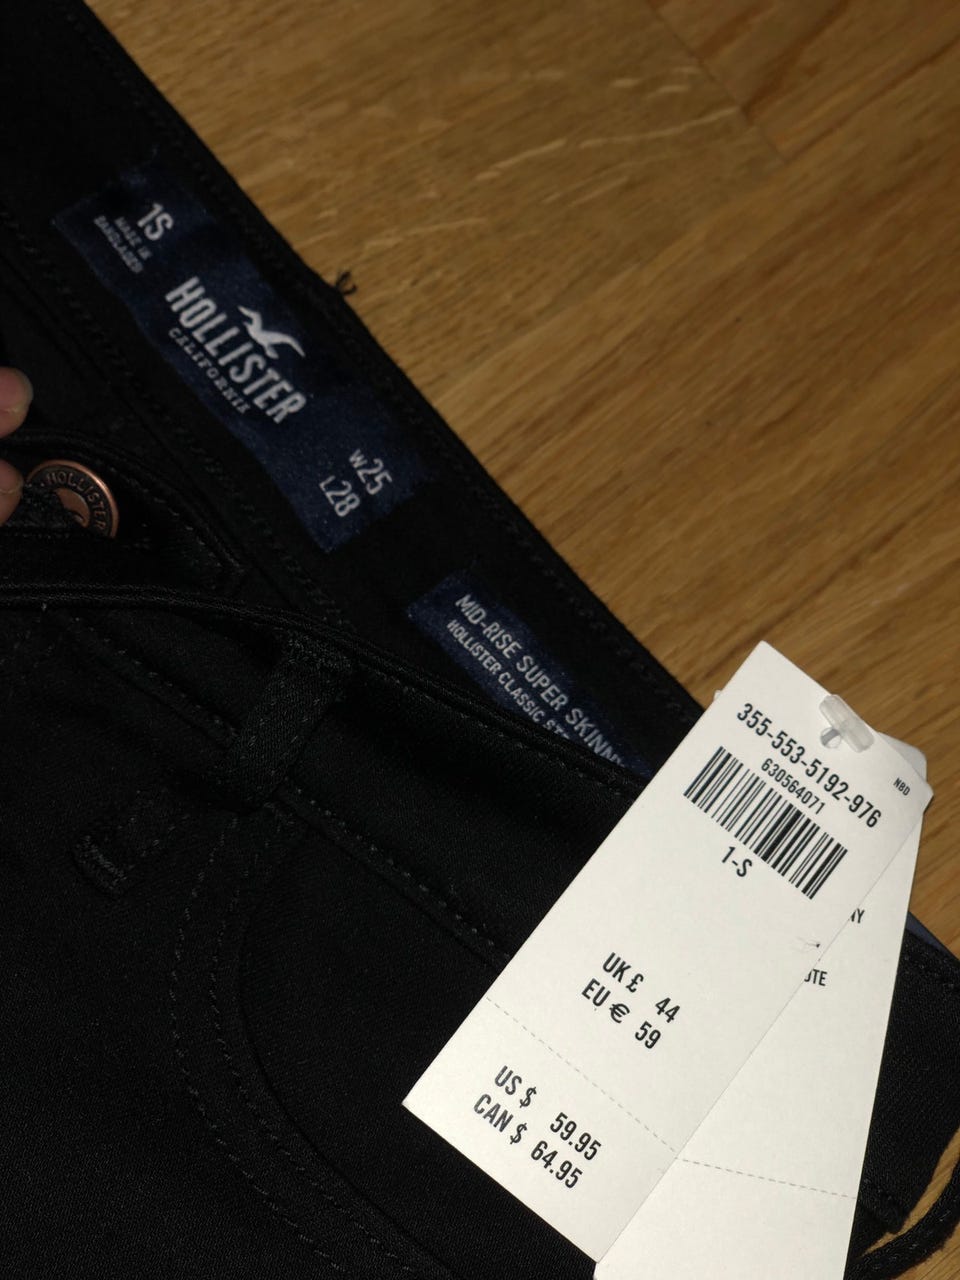 1S
MADE IN
BANGLADESH
HOLLISTER
CALIFORNIA
W25
L28
HOLLISTER
MID-RISE SUPER SKINNY
HOLLISTER CLASSIC
355-553-5192-976
630564071
NBD
1-S
UK £ 44
EU € 59
US $ 59.95
CAN $ 64.95